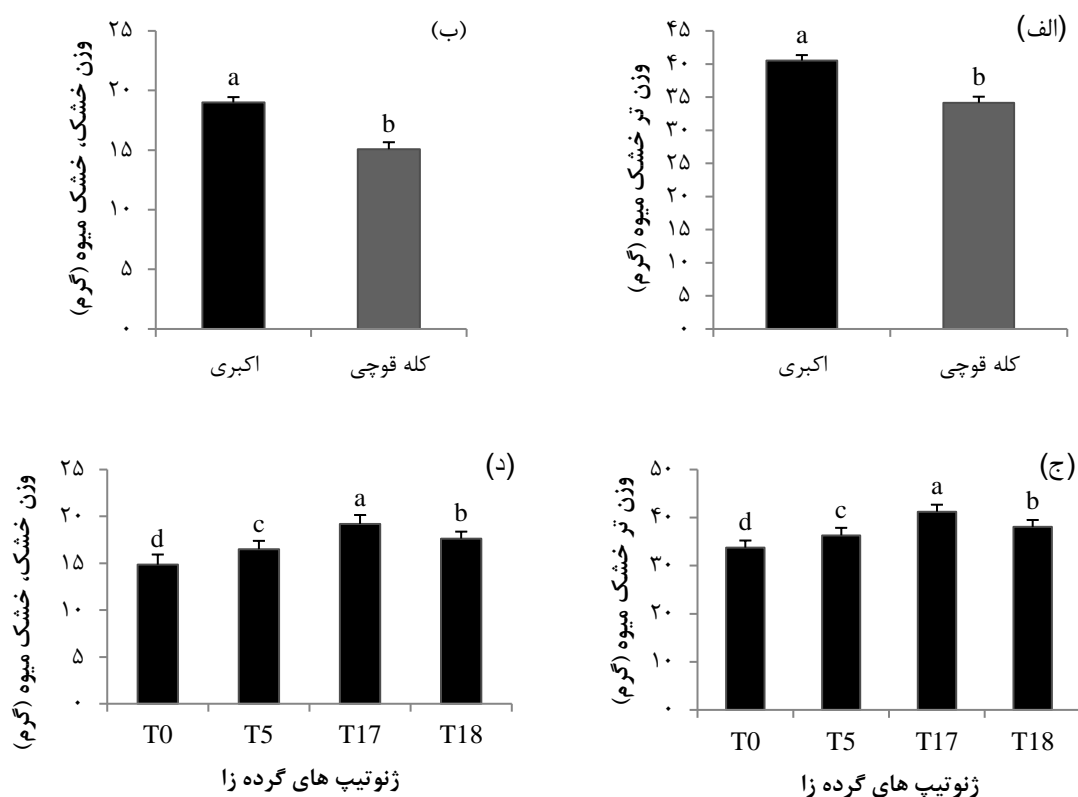 (الف)
وزن تر خشک میوه (گرم)
۴۵
۴۰
۳۵
۳۰
۲۵
۲۰
۱۵
۱۰
۵
۰
a
b
اکبری
کله قوچی
(ب)
وزن خشک، خشک میوه (گرم)
۲۵
۲۰
۱۵
۱۰
۵
۰
a
b
اکبری
کله قوچی
(ج)
وزن تر خشک میوه (گرم)
۵۰
۴۰
۳۰
۲۰
۱۰
۰
d
c
a
b
T0
T5
T17
T18
ژنوتیپ های گرده زا
(د)
وزن خشک، خشک میوه (گرم)
۲۵
۲۰
۱۵
۱۰
۵
۰
d
c
a
b
T0
T5
T17
T18
ژنوتیپ های گرده زا